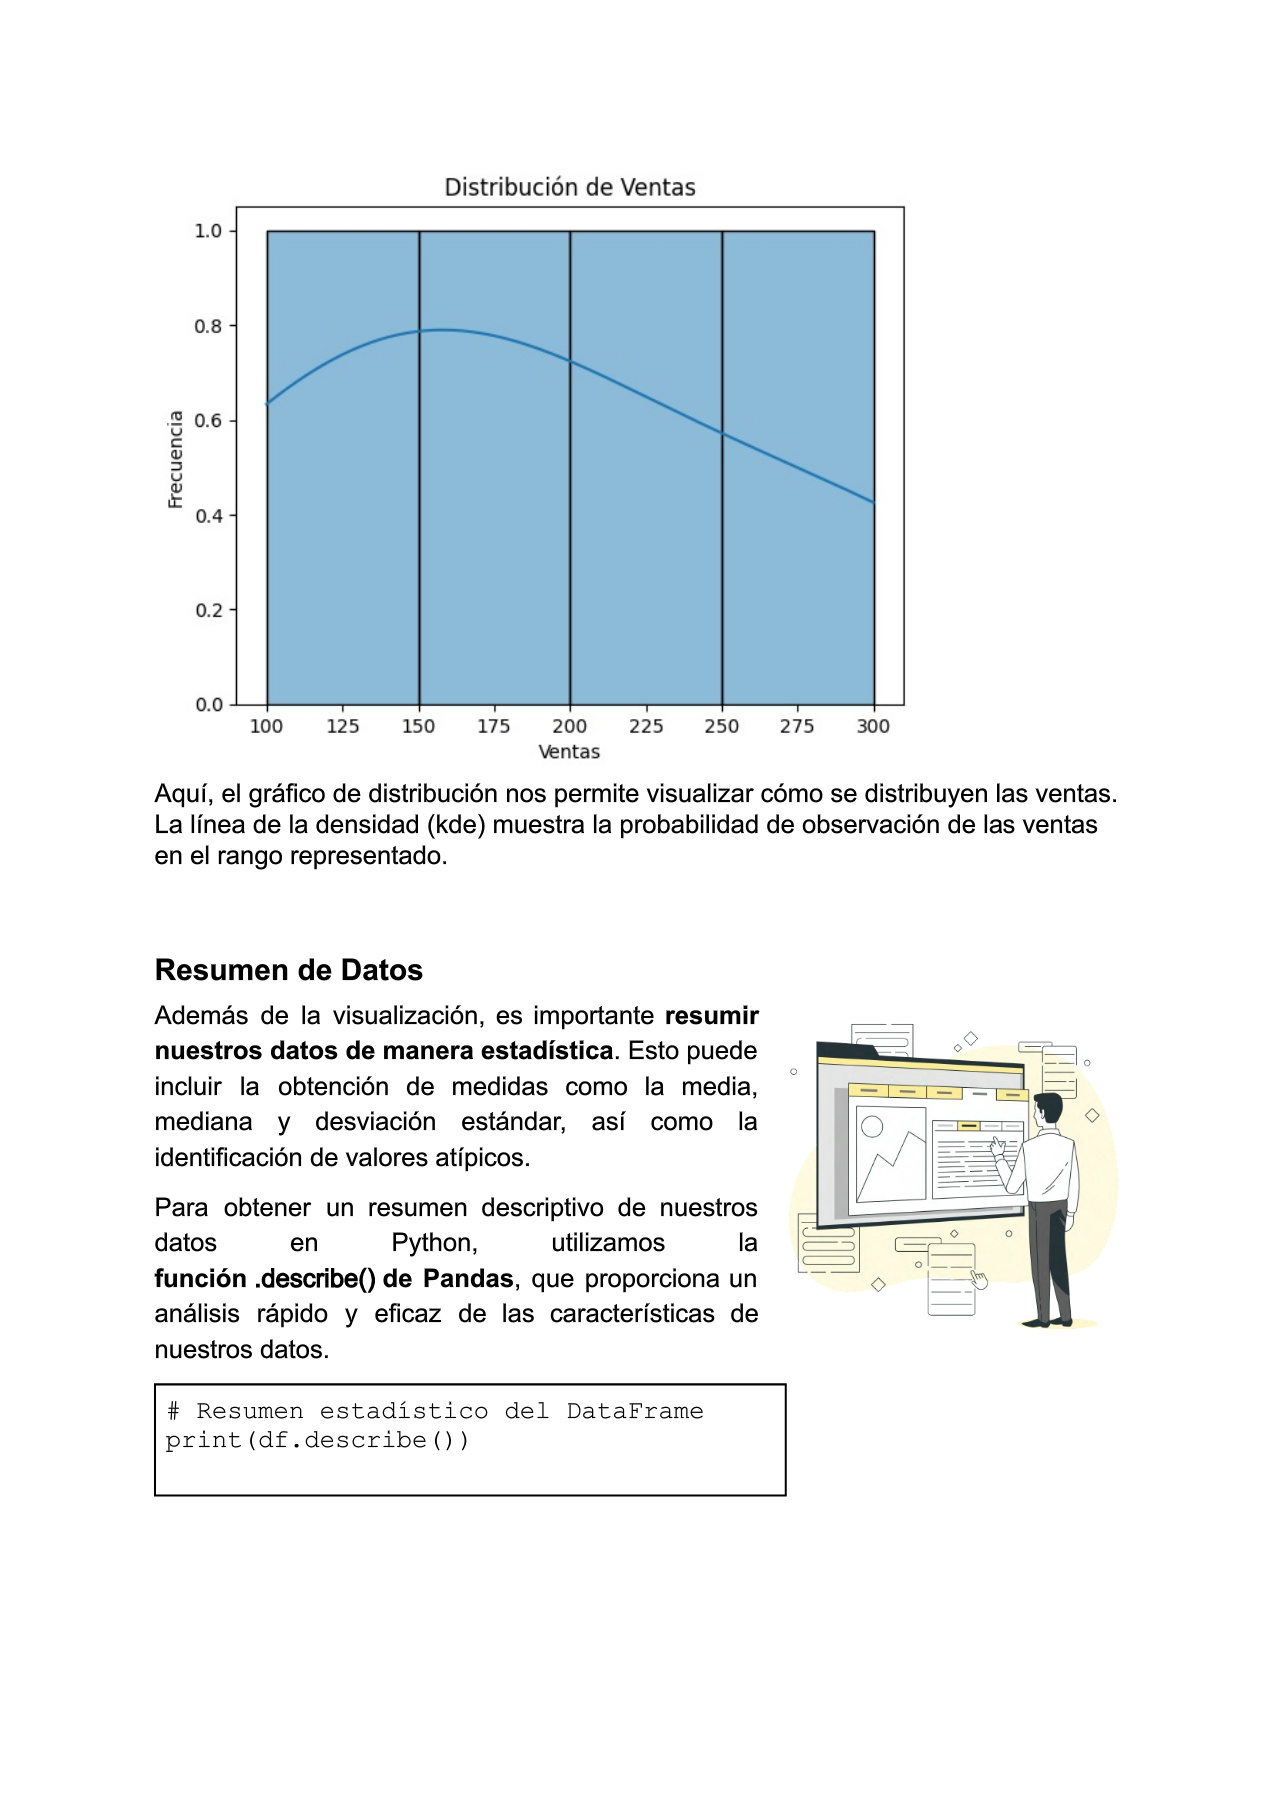 Distribución de Ventas
1.0
0.8
0.6
0.4
0.2
0.0
Frecuencia
100 125 150 175 200 225 250 275 300
Ventas
Aquí, el gráfico de distribución nos permite visualizar cómo se distribuyen las ventas.
La línea de la densidad (kde) muestra la probabilidad de observación de las ventas
en el rango representado.
Resumen de Datos
Además de la visualización, es importante resumir
nuestros datos de manera estadística. Esto puede
incluir la obtención de medidas como la media,
mediana y desviación estándar, así como la
identificación de valores atípicos.
Para obtener un resumen descriptivo de nuestros
datos en Python, utilizamos la
función .describe() de Pandas, que proporciona un
análisis rápido y eficaz de las características de
nuestros datos.
# Resumen estadístico del DataFrame
print(df.describe())